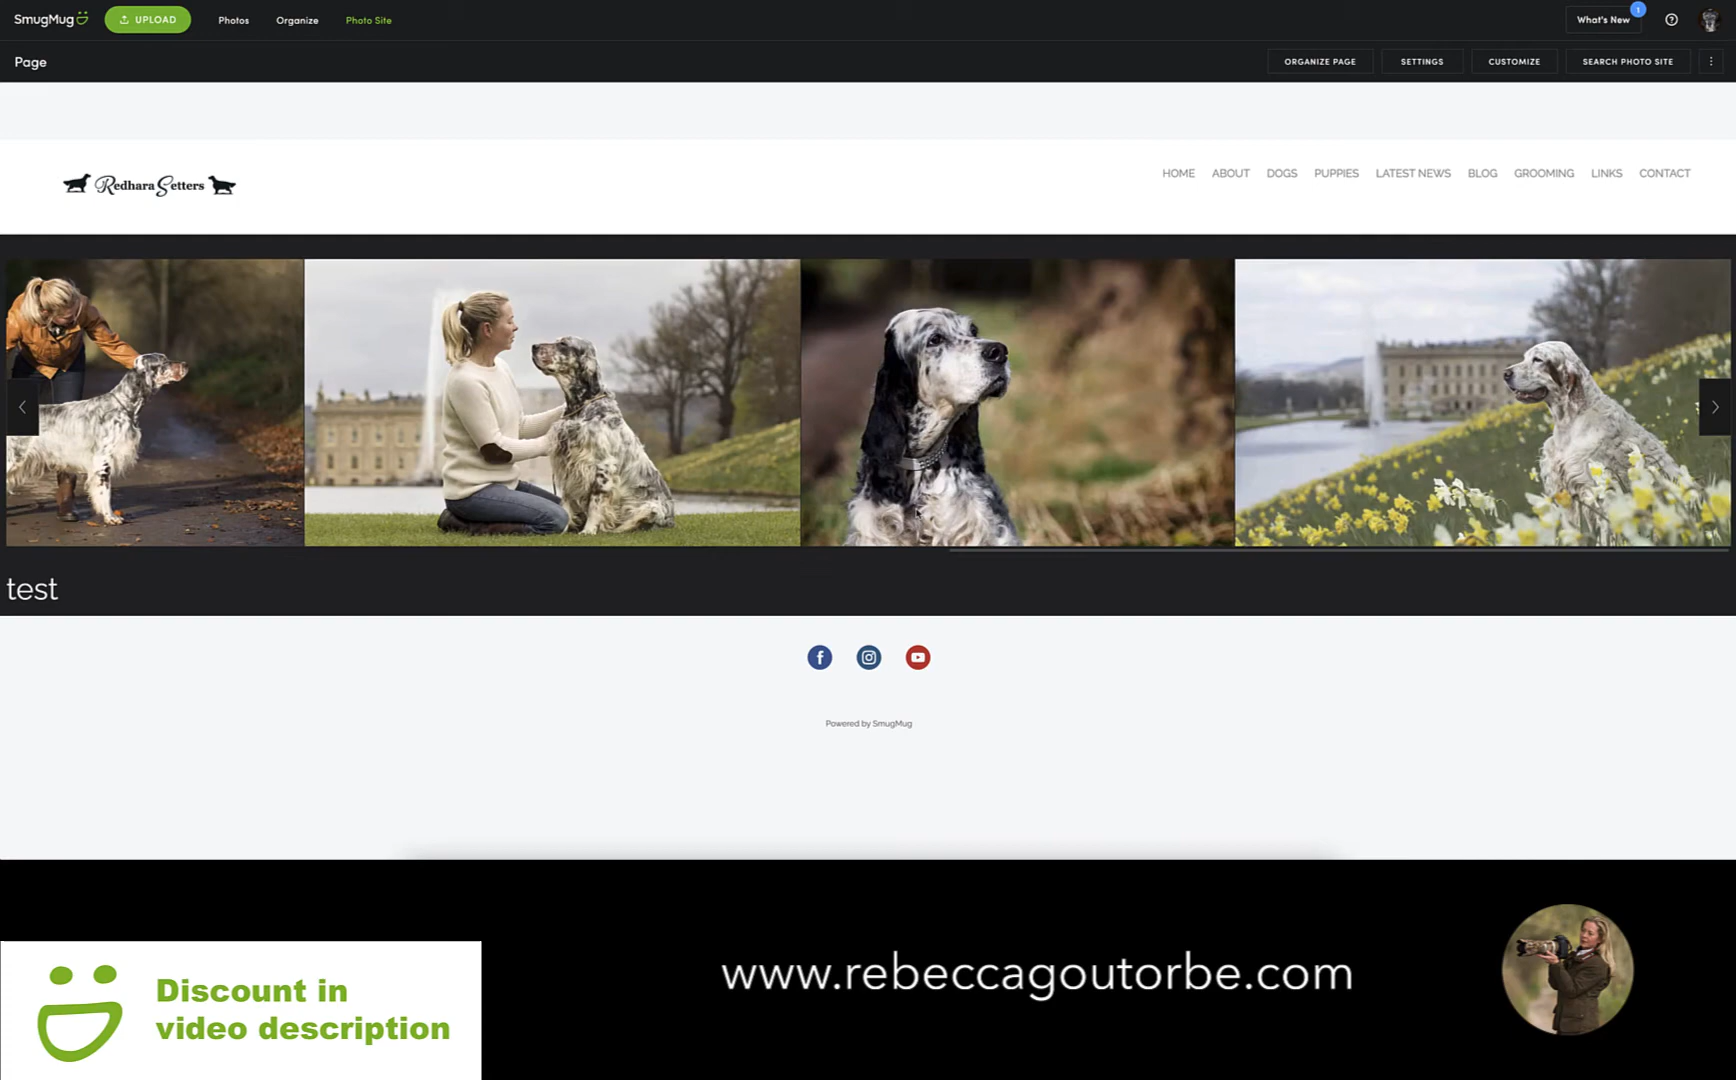 SmugMug
UPLOAD
Photos
Organize
Photo Site
What's New
1
Page
ORGANIZE PAGE
SETTINGS
CUSTOMIZE
SEARCH PHOTO SITE
Redhara Setters
HOME ABOUT DOGS PUPPIES LATEST NEWS BLOG GROOMING LINKS CONTACT
test
Powered by SmugMug
Discount in
video description
www.rebeccagoutorbe.com